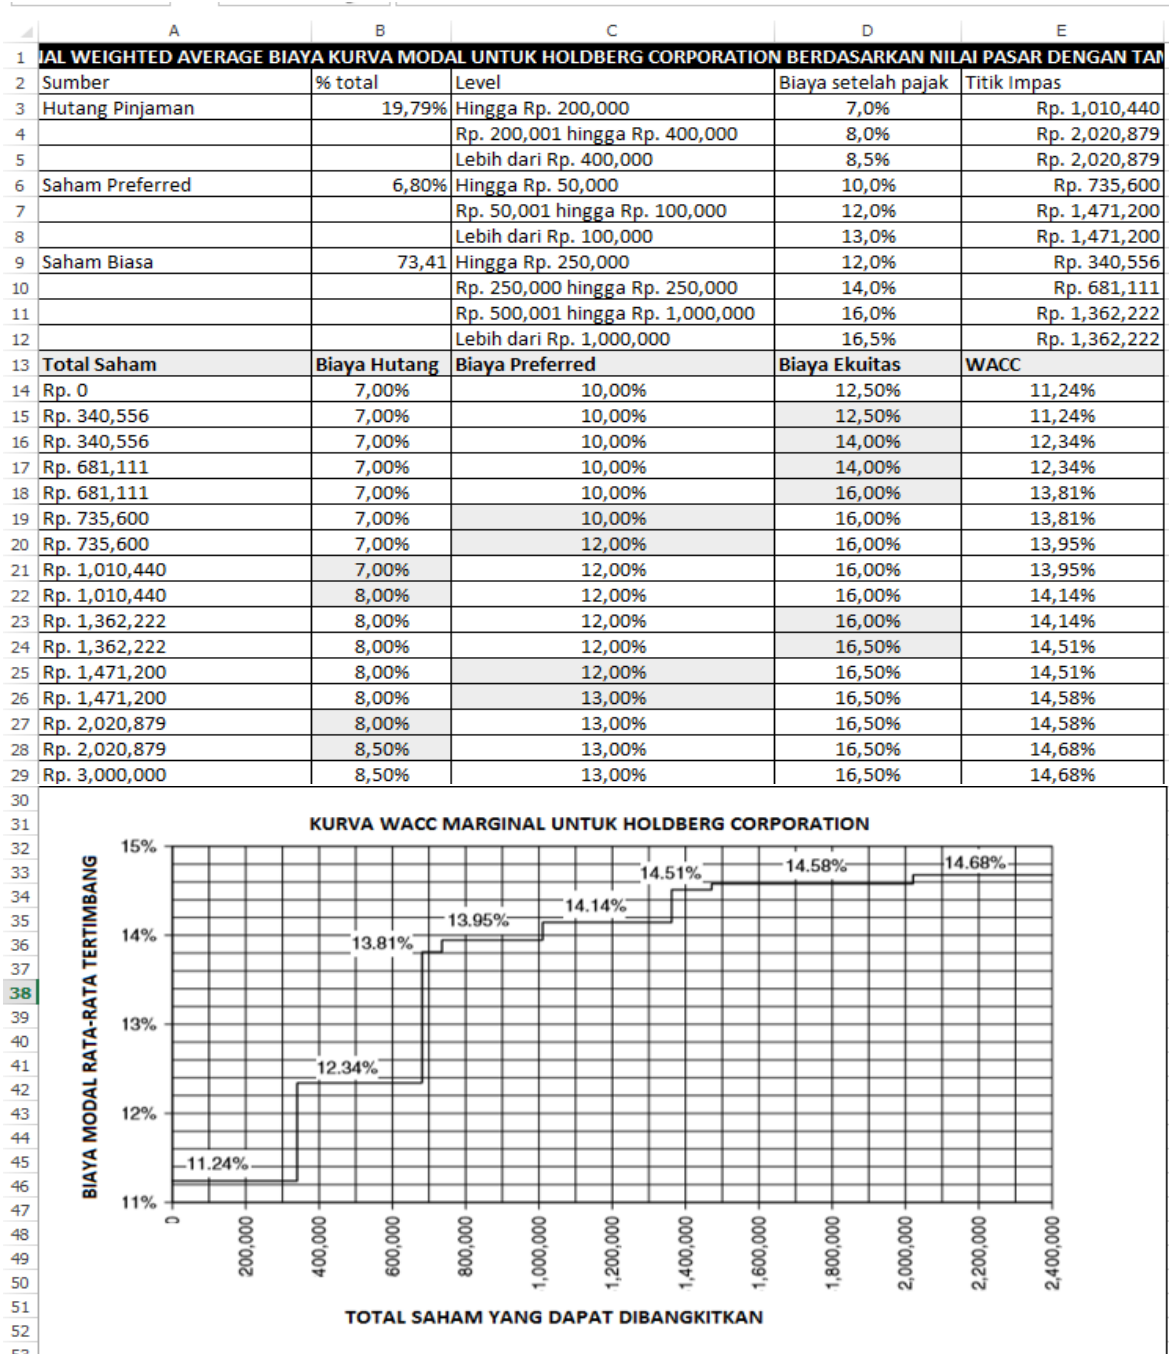 A B C D E
1 IAL WEIGHTED AVERAGE BIAYA KURVA MODAL UNTUK HOLDBERG CORPORATION BERDASARKAN NILAI PASAR DENGAN TAM
2 Sumber % total Level Biaya setelah pajak Titik Impas
3 Hutang Pinjaman 19,79% Hingga Rp. 200,000 7,0% Rp. 1,010,440
4 Rp. 200,001 hingga Rp. 400,000 8,0% Rp. 2,020,879
5 Lebih dari Rp. 400,000 8,5% Rp. 2,020,879
6 Saham Preferred 6,80% Hingga Rp. 50,000 10,0% Rp. 735,600
7 Rp. 50,001 hingga Rp. 100,000 12,0% Rp. 1,471,200
8 Lebih dari Rp. 100,000 13,0% Rp. 1,471,200
9 Saham Biasa 73,41 Hingga Rp. 250,000 12,0% Rp. 340,556
10 Rp. 250,000 hingga Rp. 250,000 14,0% Rp. 681,111
11 Rp. 500,001 hingga Rp. 1,000,000 16,0% Rp. 1,362,222
12 Lebih dari Rp. 1,000,000 16,5% Rp. 1,362,222
13 Total Saham Biaya Hutang Biaya Preferred Biaya Ekuitas WACC
14 Rp. 0 7,00% 10,00% 12,50% 11,24%
15 Rp. 340,556 7,00% 10,00% 12,50% 11,24%
16 Rp. 340,556 7,00% 10,00% 14,00% 12,34%
17 Rp. 681,111 7,00% 10,00% 14,00% 12,34%
18 Rp. 681,111 7,00% 10,00% 16,00% 13,81%
19 Rp. 735,600 7,00% 10,00% 16,00% 13,81%
20 Rp. 735,600 7,00% 12,00% 16,00% 13,95%
21 Rp. 1,010,440 7,00% 12,00% 16,00% 13,95%
22 Rp. 1,010,440 8,00% 12,00% 16,00% 14,14%
23 Rp. 1,362,222 8,00% 12,00% 16,00% 14,14%
24 Rp. 1,362,222 8,00% 12,00% 16,50% 14,51%
25 Rp. 1,471,200 8,00% 12,00% 16,50% 14,51%
26 Rp. 1,471,200 8,00% 13,00% 16,50% 14,58%
27 Rp. 2,020,879 8,00% 13,00% 16,50% 14,58%
28 Rp. 2,020,879 8,50% 13,00% 16,50% 14,68%
29 Rp. 3,000,000 8,50% 13,00% 16,50% 14,68%
30
31
32
33
34
35
36
37
38
39
40
41
42
43
44
45
46
47
48
49
50
51
52
KURVA WACC MARGINAL UNTUK HOLDBERG CORPORATION
BIAYA MODAL RATA-RATA TERTIMBANG
15%
14%
13%
12%
11%
11.24%
12.34%
13.81%
13.95%
14.14%
14.51%
14.58%
14.68%
0 200,000 400,000 600,000 800,000 1,000,000 1,200,000 1,400,000 1,600,000 1,800,000 2,000,000 2,200,000 2,400,000
TOTAL SAHAM YANG DAPAT DIBANGKITKAN